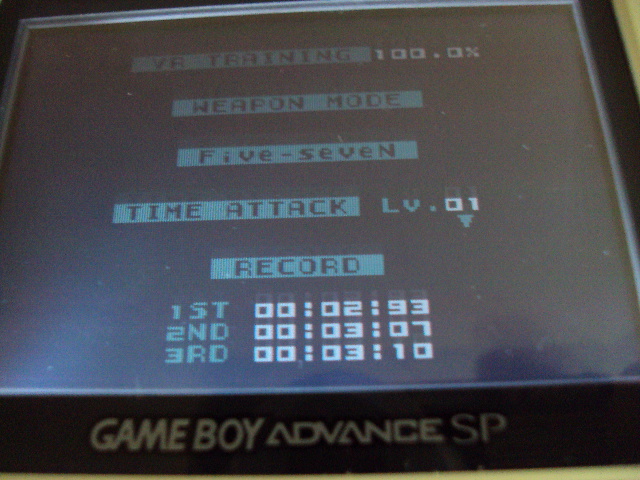 VR TRAINING 100.0%
WEAPON MODE
Five-seveN
TIME ATTACK Lv.01
RECORD
1ST 00:02:93
2ND 00:03:07
3RD 00:03:10
GAME BOY ADVANCE SP